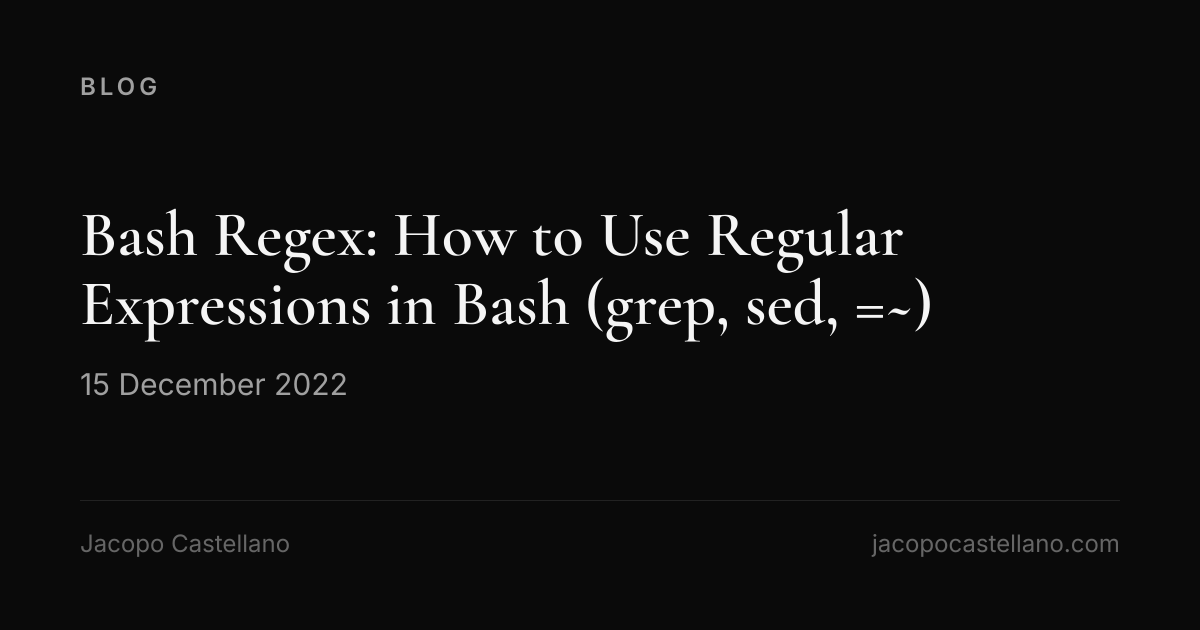 BLOG
Bash Regex: How to Use Regular
Expressions in Bash (grep, sed, =~)
15 December 2022
Jacopo Castellano
jacopocastellano.com